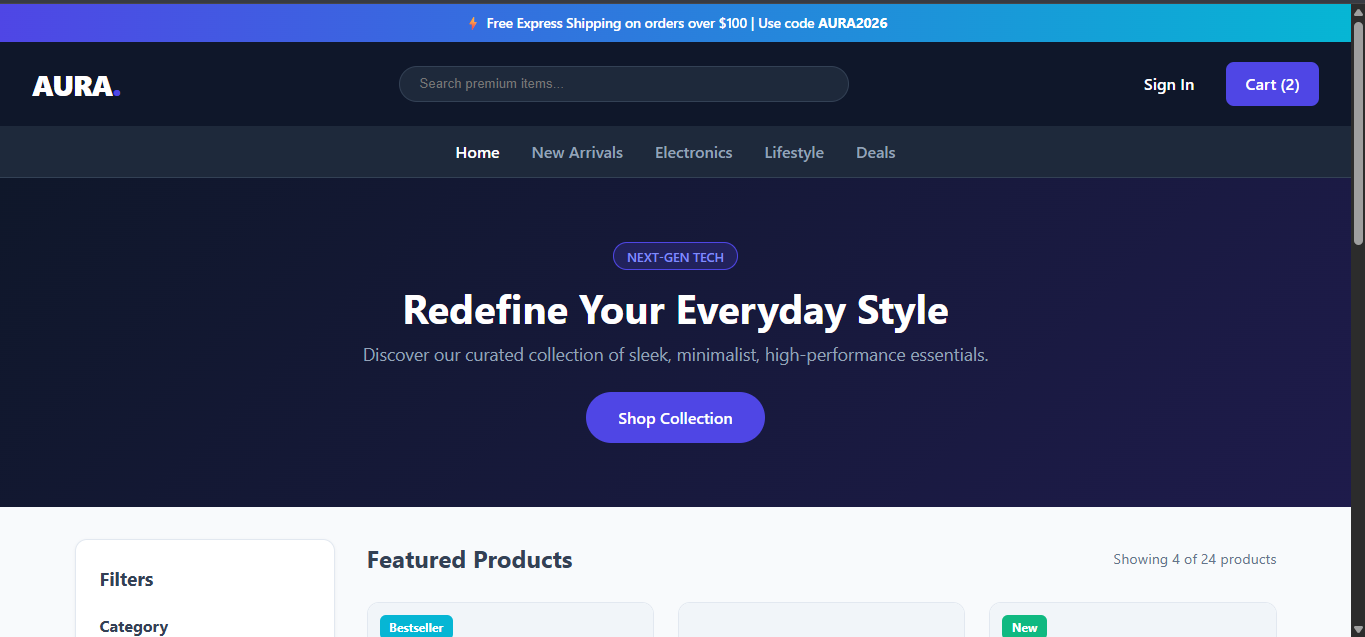 ⚡ Free Express Shipping on orders over $100 | Use code AURA2026
AURA.
Search premium items...
Sign In
Cart (2)
Home New Arrivals Electronics Lifestyle Deals
NEXT-GEN TECH
Redefine Your Everyday Style
Discover our curated collection of sleek, minimalist, high-performance essentials.
Shop Collection
Filters
Category
Featured Products
Showing 4 of 24 products
Bestseller
New